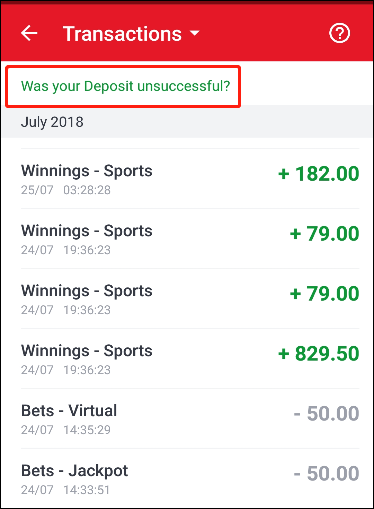 Transactions
Was your Deposit unsuccessful?
July 2018
Winnings - Sports + 182.00
25/07 03:28:28
Winnings - Sports + 79.00
24/07 19:36:23
Winnings - Sports + 79.00
24/07 19:36:23
Winnings - Sports + 829.50
24/07 19:36:23
Bets - Virtual - 50.00
24/07 14:35:29
Bets - Jackpot - 50.00
24/07 14:33:51